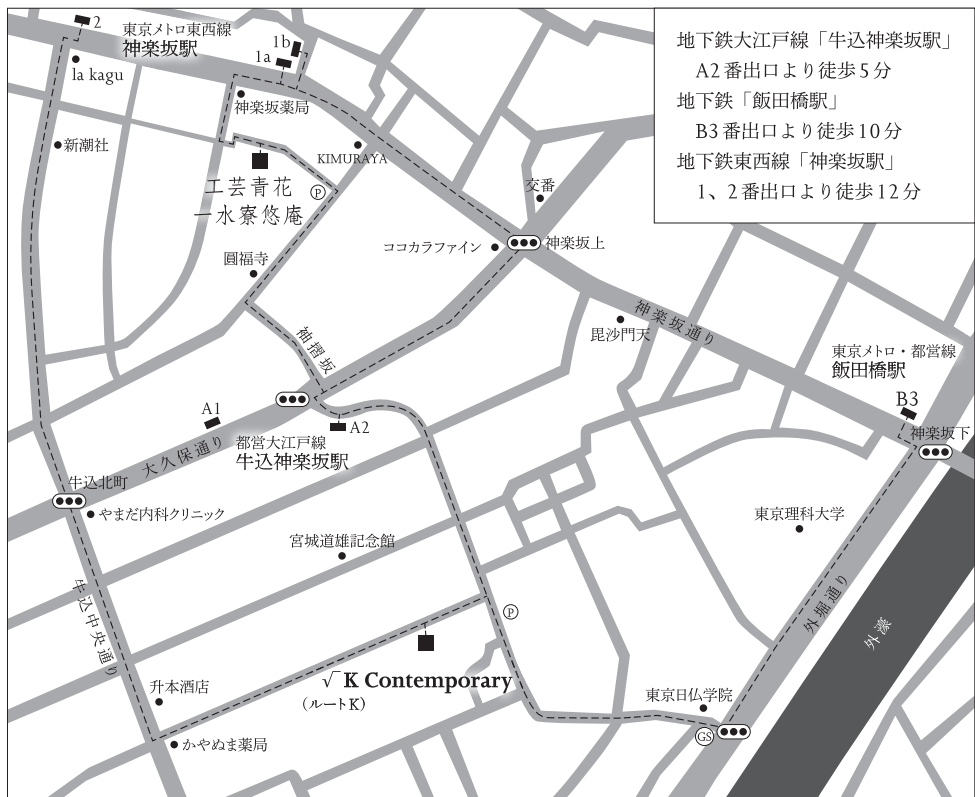 2
東京メトロ東西線
神楽坂駅
la kagu
1b
1a
神楽坂薬局
新潮社
KIMURAYA
工芸青花
一水寮悠庵
P
圓福寺
地下鉄大江戸線「牛込神楽坂駅」
A2番出口より徒歩5分
地下鉄「飯田橋駅」
B3番出口より徒歩10分
地下鉄東西線「神楽坂駅」
1、2番出口より徒歩12分
交番
ココカラファイン
神楽坂上
神楽坂通り
毘沙門天
袖摺坂
東京メトロ・都営線
飯田橋駅
B3
神楽坂下
A1
A2
大久保通り
都営大江戸線
牛込神楽坂駅
牛込北町
やまだ内科クリニック
宮城道雄記念館
東京理科大学
牛込中央通り
P
外堀通り
外濠
√K Contemporary
(ルートK)
升本酒店
かやぬま薬局
東京日仏学院
GS